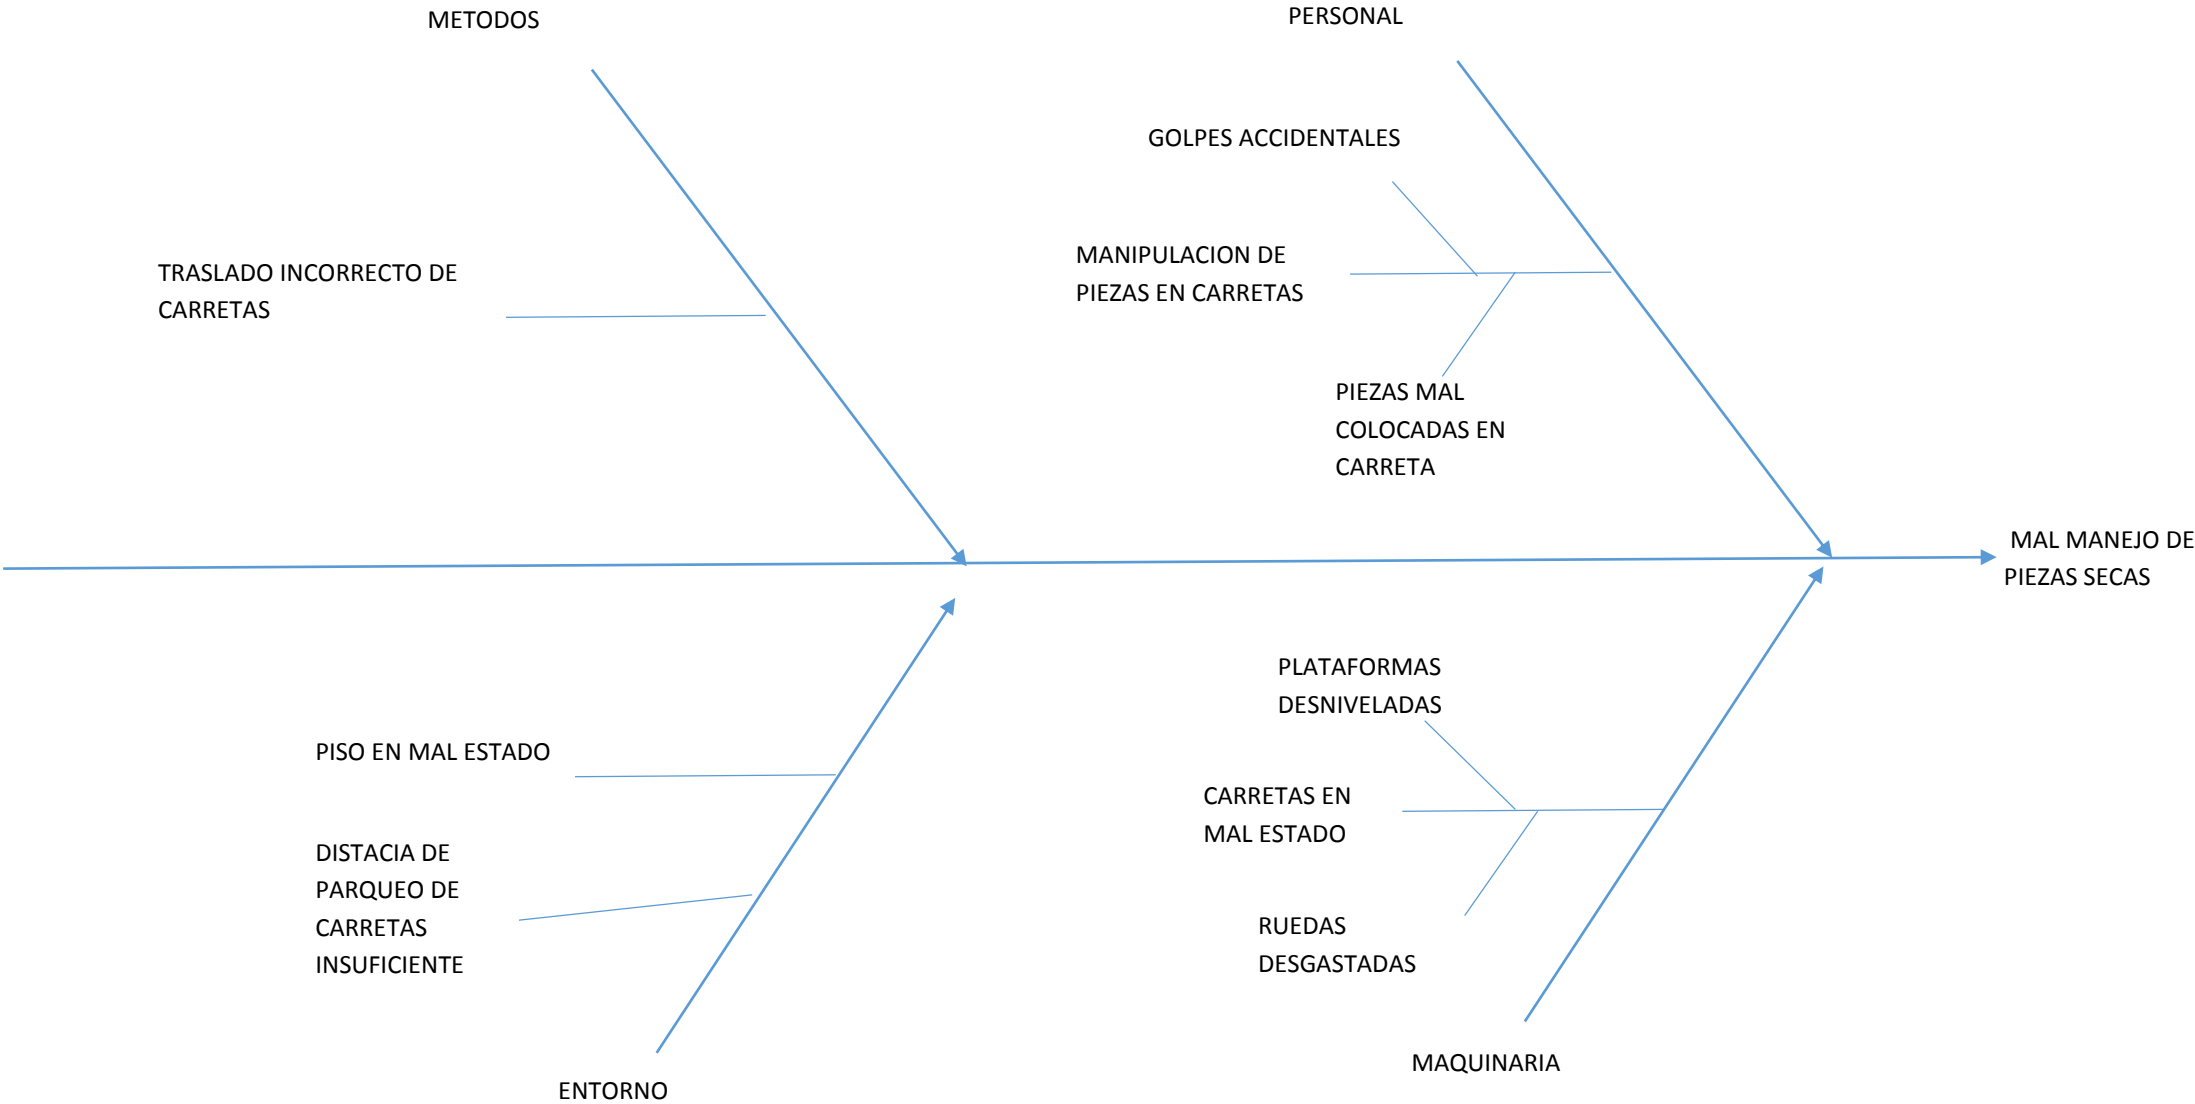 METODOS
PERSONAL
GOLPES ACCIDENTALES
MANIPULACION DE
PIEZAS EN CARRETAS
TRASLADO INCORRECTO DE
CARRETAS
PIEZAS MAL
COLOCADAS EN
CARRETA
MAL MANEJO DE
PIEZAS SECAS
PLATAFORMAS
DESNIVELADAS
PISO EN MAL ESTADO
CARRETAS EN
MAL ESTADO
DISTACIA DE
PARQUEO DE
CARRETAS
INSUFICIENTE
RUEDAS
DESGASTADAS
MAQUINARIA
ENTORNO